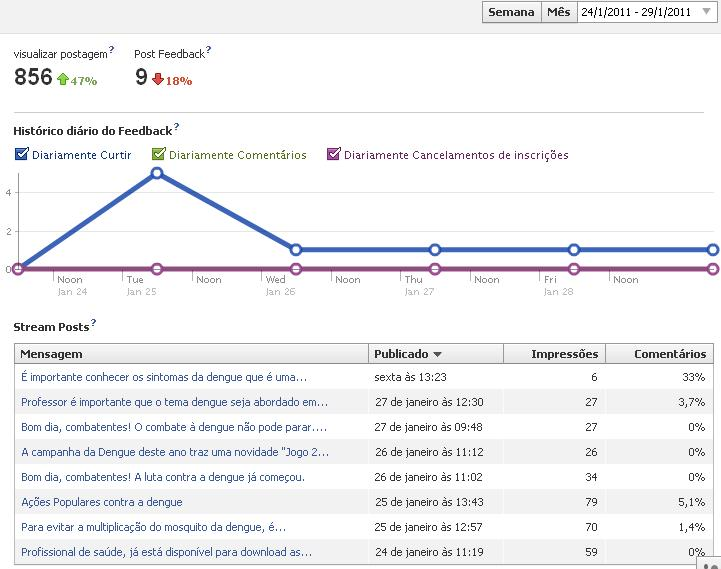 Semana Mês 24/1/2011 - 29/1/2011
visualizar postagem? Post Feedback?
856 47% 9 18%
Histórico diário do Feedback?
Diariamente Curtir Diariamente Comentários Diariamente Cancelamentos de inscrições
4
2
0
Noon Tue Noon Wed Noon Thu Noon Fri Noon
Jan 24 Jan 25 Jan 26 Jan 27 Jan 28
Stream Posts?
Mensagem Publicado Impressões Comentários
É importante conhecer os sintomas da dengue que é uma... sexta às 13:23 6 33%
Professor é importante que o tema dengue seja abordado em... 27 de janeiro às 12:30 27 3,7%
Bom dia, combatentes! O combate à dengue não pode parar.... 27 de janeiro às 09:48 27 0%
A campanha da Dengue deste ano traz uma novidade "Jogo 2... 26 de janeiro às 11:12 26 0%
Bom dia, combatentes! A luta contra a dengue já começou. 26 de janeiro às 11:02 34 0%
Ações Populares contra a dengue 25 de janeiro às 13:43 79 5,1%
Para evitar a multiplicação do mosquito da dengue, é... 25 de janeiro às 12:57 70 1,4%
Profissional de saúde, já está disponível para download as... 24 de janeiro às 11:19 59 0%